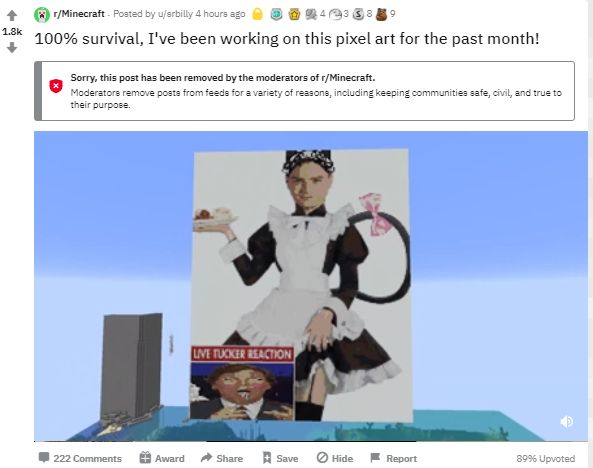 r/Minecraft · Posted by u/srbilly 4 hours ago 4 3 8 9
1.8k
100% survival, I've been working on this pixel art for the past month!
Sorry, this post has been removed by the moderators of r/Minecraft.
Moderators remove posts from feeds for a variety of reasons, including keeping communities safe, civil, and true to
their purpose.
LIVE TUCKER REACTION
222 Comments Award Share Save Hide Report 89% Upvoted